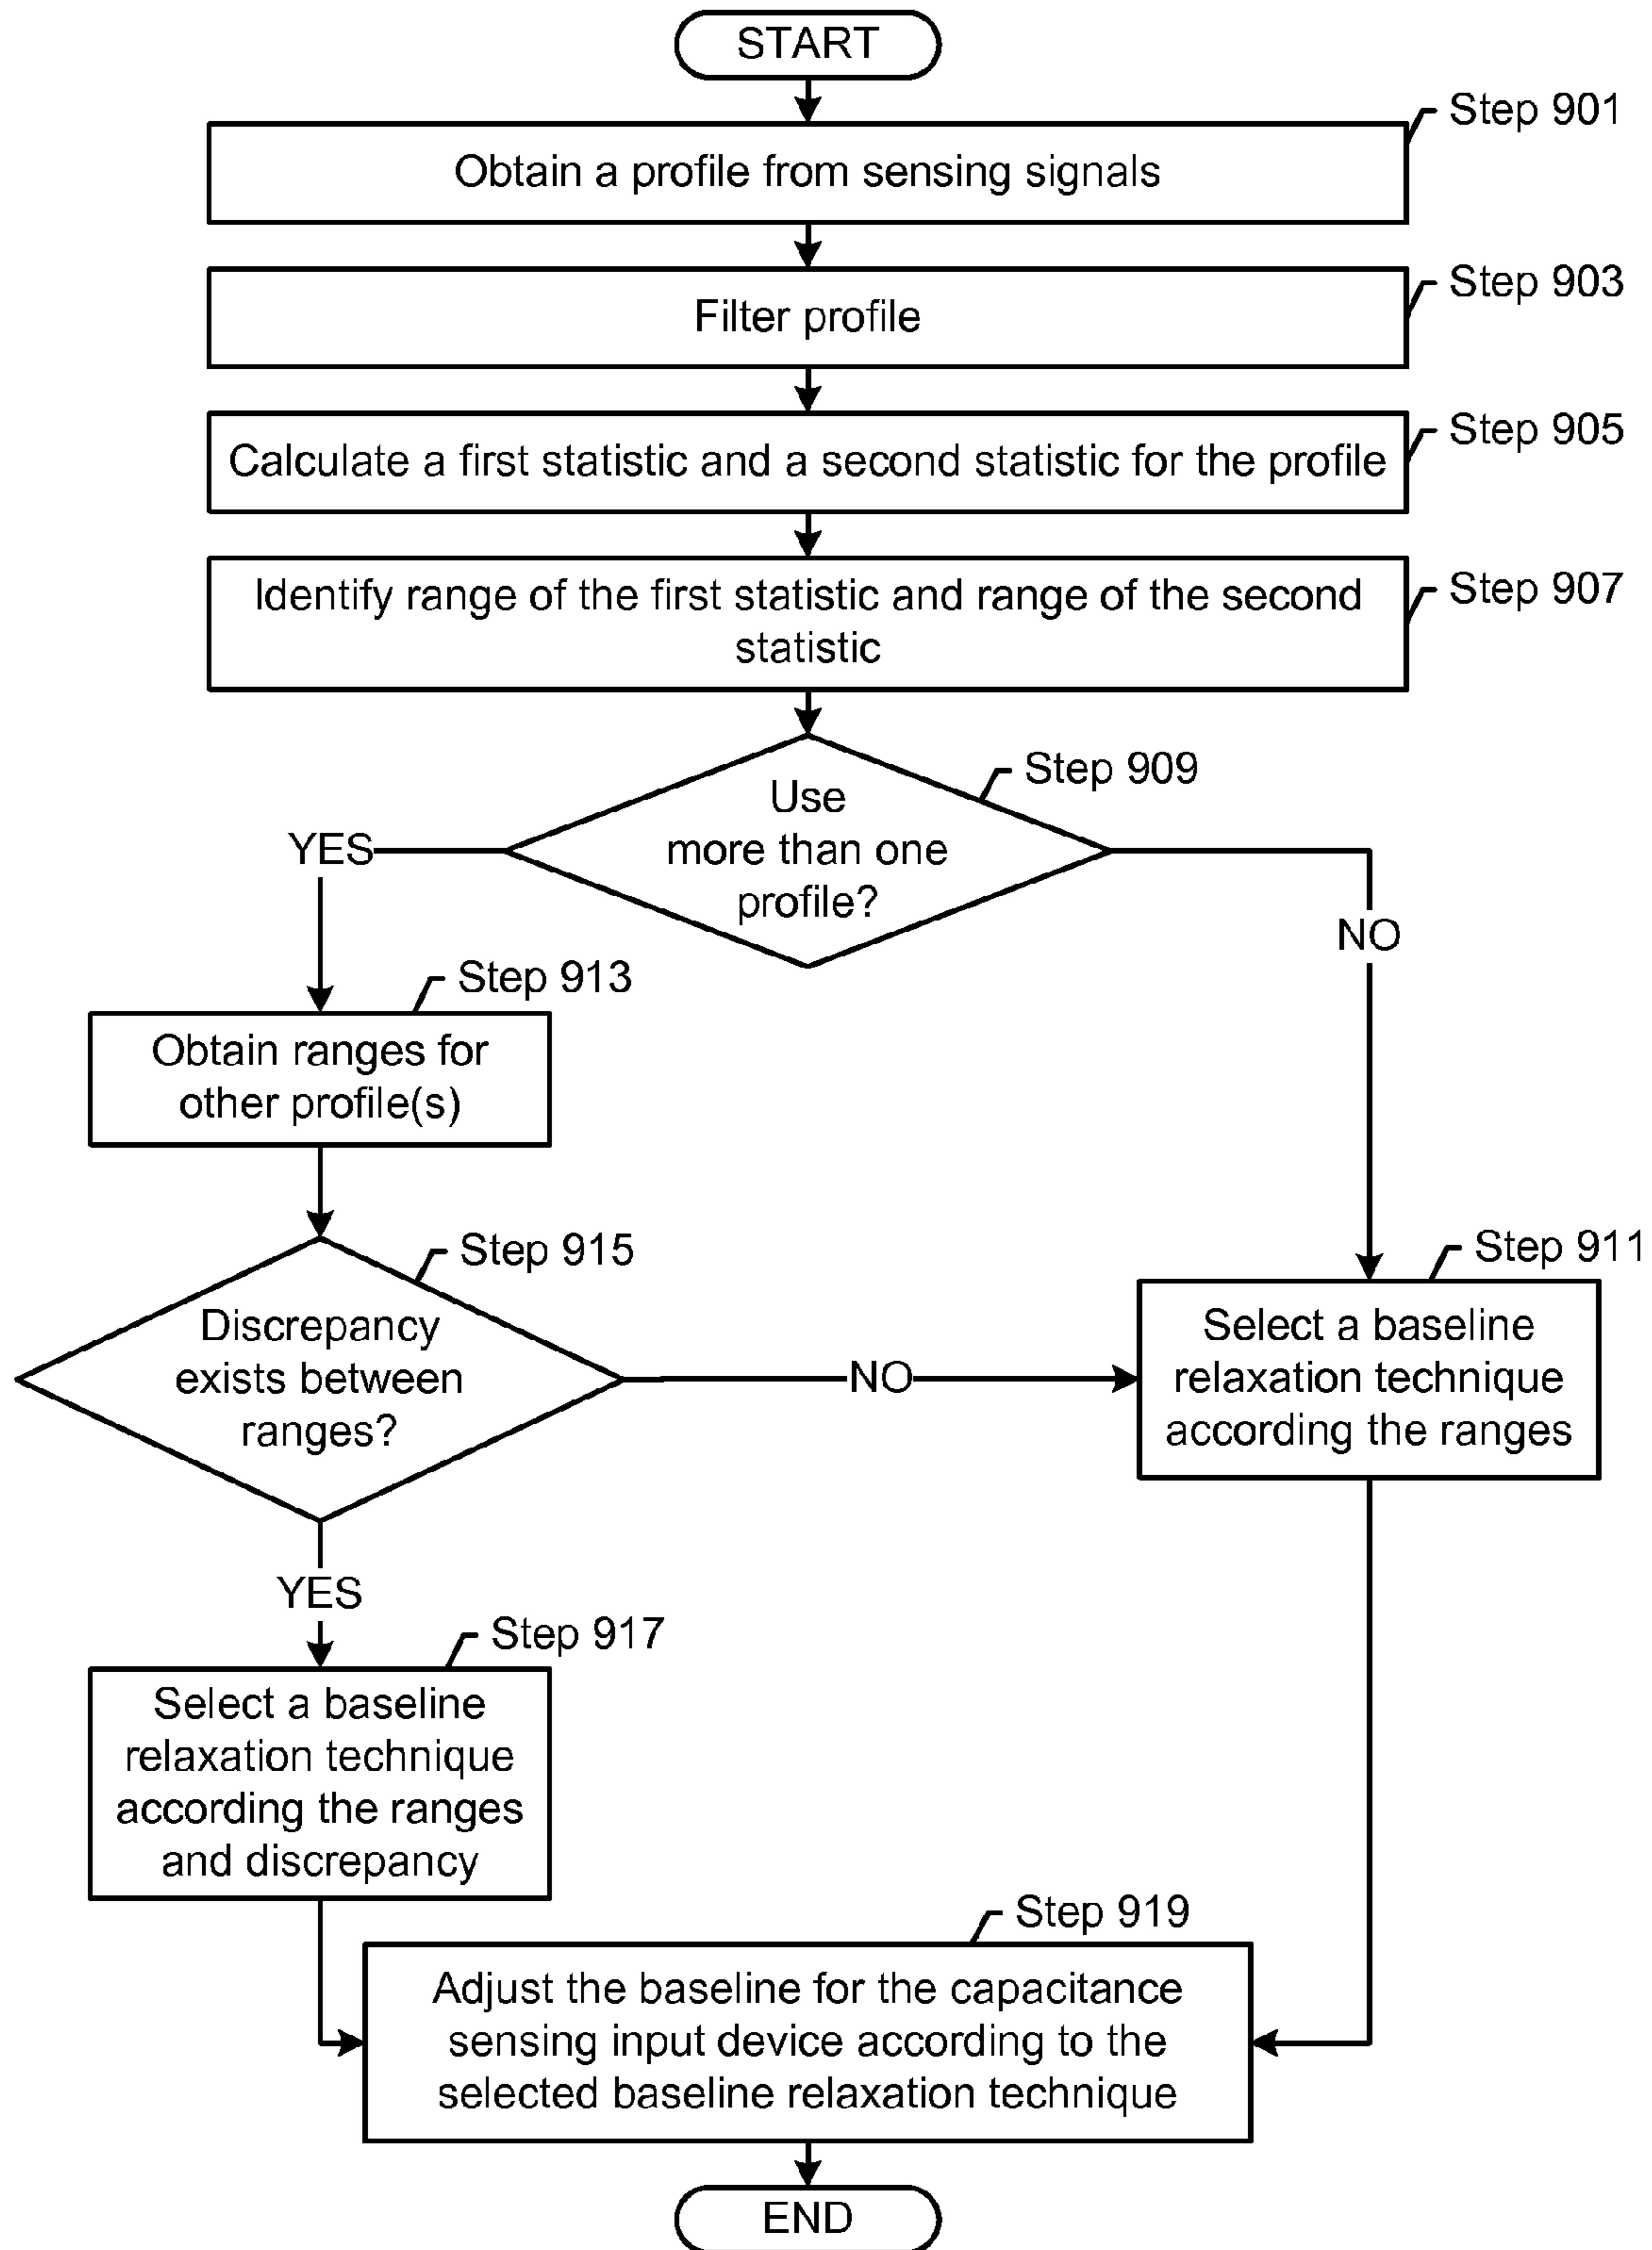 START
Step 901
Obtain a profile from sensing signals
Step 903
Filter profile
Step 905
Calculate a first statistic and a second statistic for the profile
Step 907
Identify range of the first statistic and range of the second
statistic
Step 909
Use
more than one
profile?
YES
NO
Step 913
Obtain ranges for
other profile(s)
Step 915
Discrepancy
exists between
ranges?
NO
Step 911
Select a baseline
relaxation technique
according the ranges
YES
Step 917
Select a baseline
relaxation technique
according the ranges
and discrepancy
Step 919
Adjust the baseline for the capacitance
sensing input device according to the
selected baseline relaxation technique
END